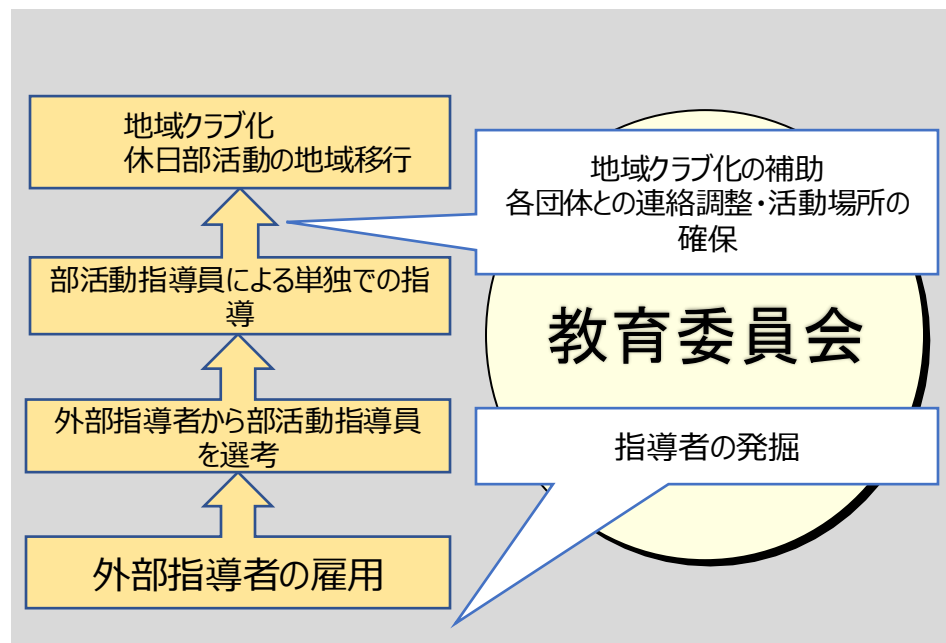 地域クラブ化
休日部活動の地域移行
地域クラブ化の補助
各団体との連絡調整・活動場所の
確保
部活動指導員による単独での指
導
教育委員会
外部指導者から部活動指導員
を選考
指導者の発掘
外部指導者の雇用